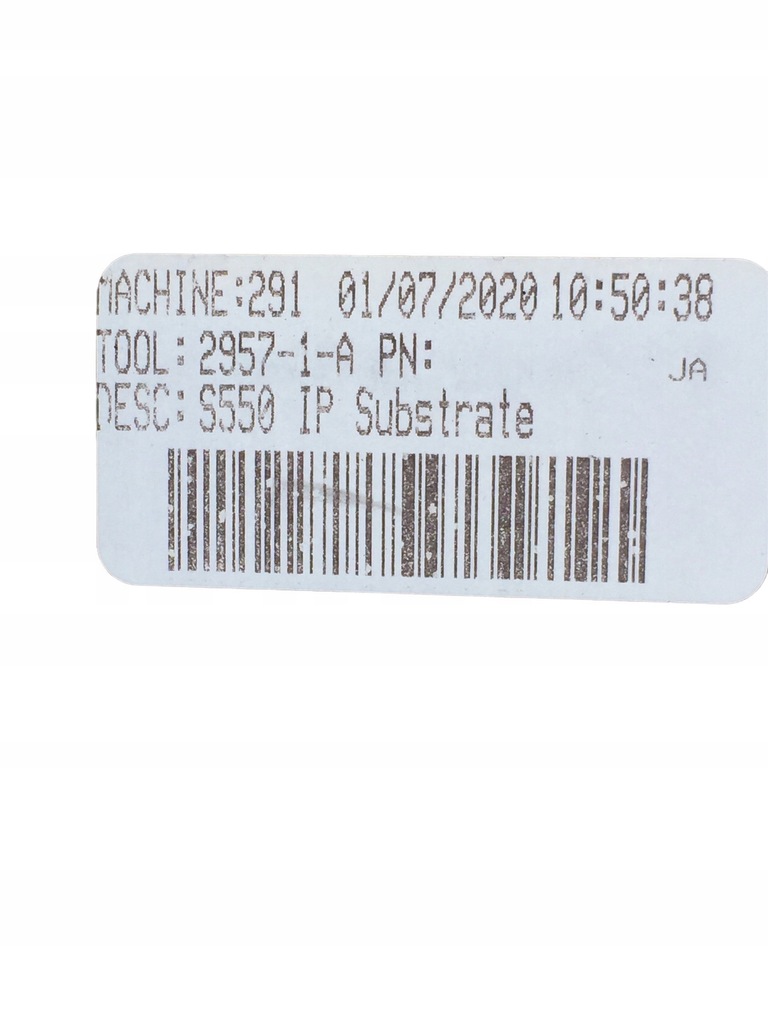 MACHINE:291 01/07/2020 10:50:38
TOOL: 2957-1-A PN:
JA
DESC: S550 IP Substrate